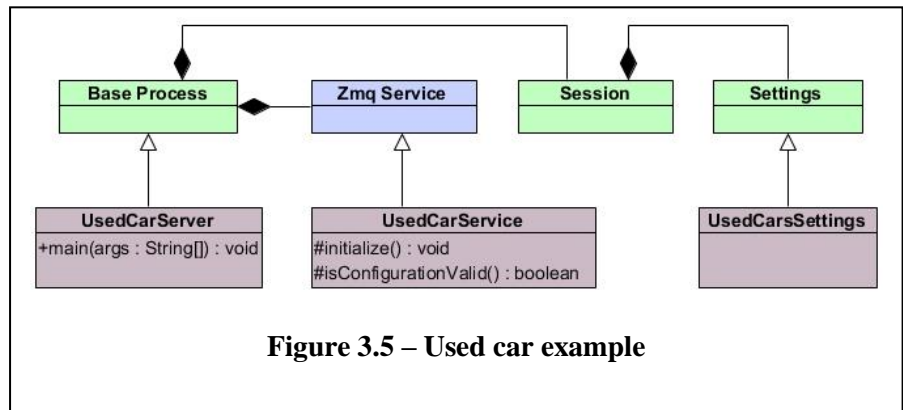 Base Process
Zmq Service
Session
Settings
UsedCarServer
+main(args : String[]) : void
UsedCarService
#initialize() : void
#isConfigurationValid() : boolean
UsedCarsSettings
Figure 3.5 – Used car example